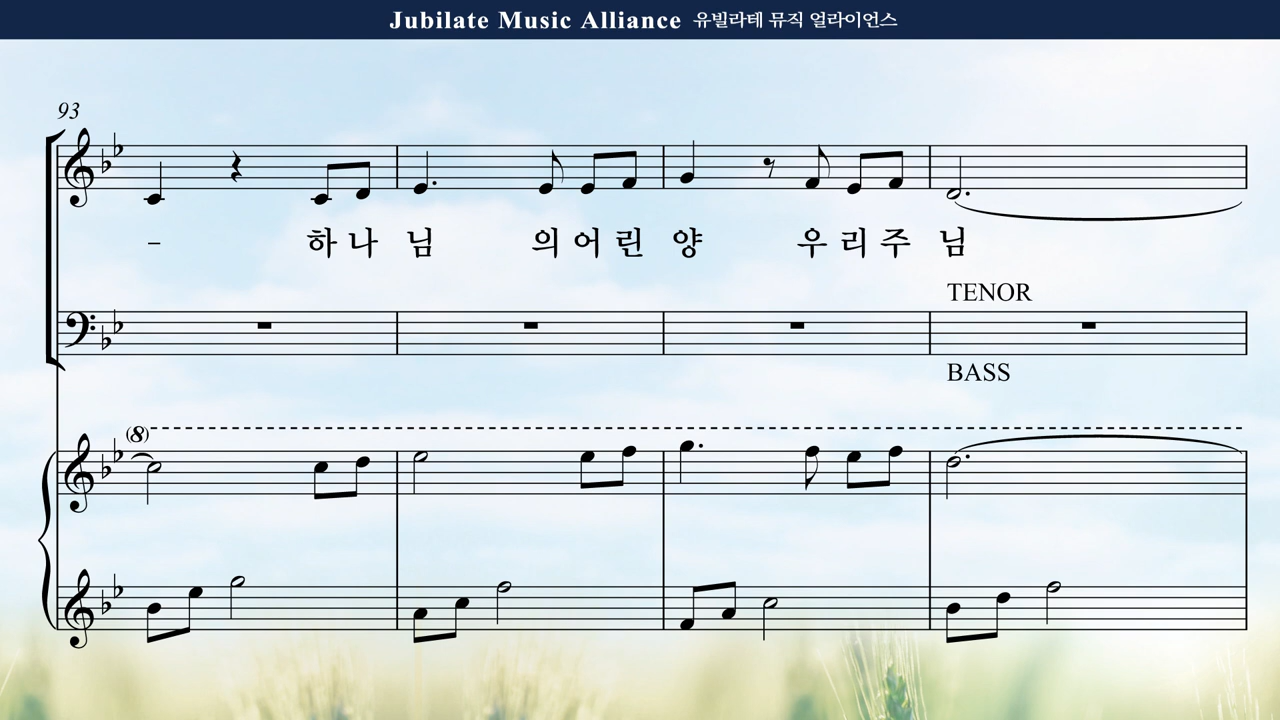 Jubilate Music Alliance 유빌라테 뮤직 얼라이언스
93
- 하나 님 의어린 양 우리주 님
TENOR
BASS
(8)